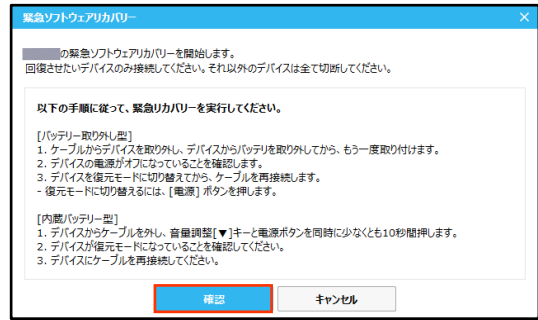 緊急ソフトウェアリカバリー
の緊急ソフトウェアリカバリーを開始します。
回復させたいデバイスのみ接続してください。それ以外のデバイスは全て切断してください。
以下の手順に従って、緊急リカバリーを実行してください。
[バッテリー取り外し型]
1. ケーブルからデバイスを取り外し、デバイスからバッテリを取り外してから、もう一度取り付けます。
2. デバイスの電源がオフになっていることを確認します。
3. デバイスを復元モードに切り替えてから、ケーブルを再接続します。
- 復元モードに切り替えるには、[電源] ボタンを押します。
[内蔵バッテリー型]
1. デバイスからケーブルを外し、音量調整[▼]キーと電源ボタンを同時に少なくとも10秒間押します。
2. デバイスが復元モードになっていることを確認してください。
3. デバイスにケーブルを再接続してください。
確認 キャンセル